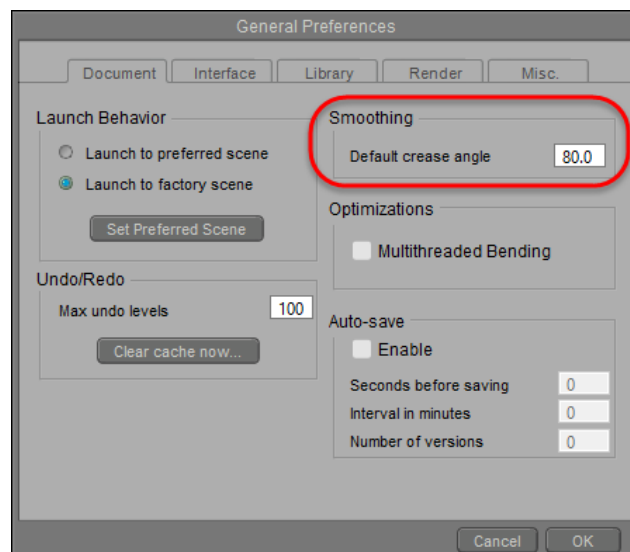 General Preferences
Document
Interface
Library
Render
Misc.
Launch Behavior
Launch to preferred scene
Launch to factory scene
Set Preferred Scene
Undo/Redo
Max undo levels 100
Clear cache now...
Smoothing
Default crease angle 80.0
Optimizations
Multithreaded Bending
Auto-save
Enable
Seconds before saving 0
Interval in minutes 0
Number of versions 0
Cancel
OK